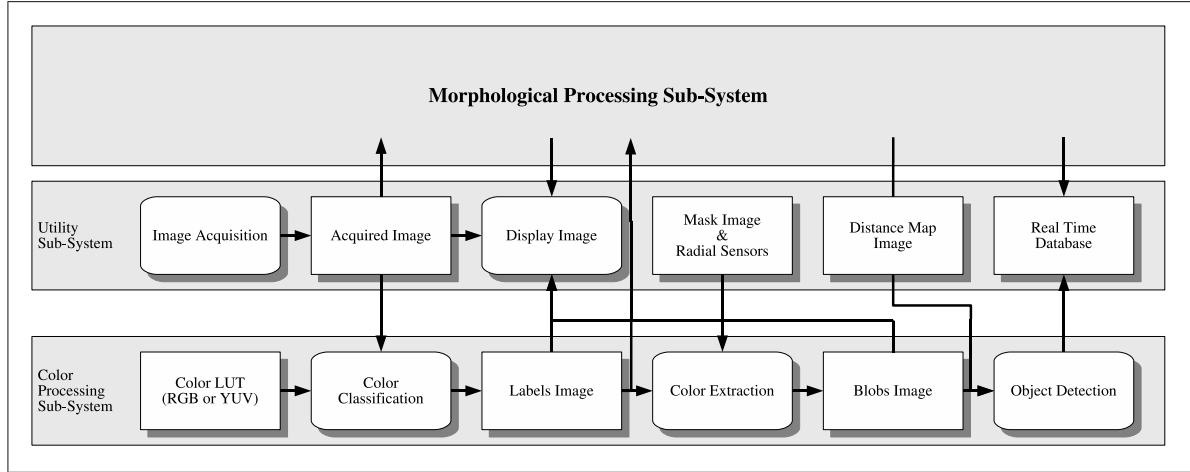 Morphological Processing Sub-System
Utility
Sub-System
Image Acquisition
Acquired Image
Display Image
Mask Image
&
Radial Sensors
Distance Map
Image
Real Time
Database
Color
Processing
Sub-System
Color LUT
(RGB or YUV)
Color
Classification
Labels Image
Color Extraction
Blobs Image
Object Detection